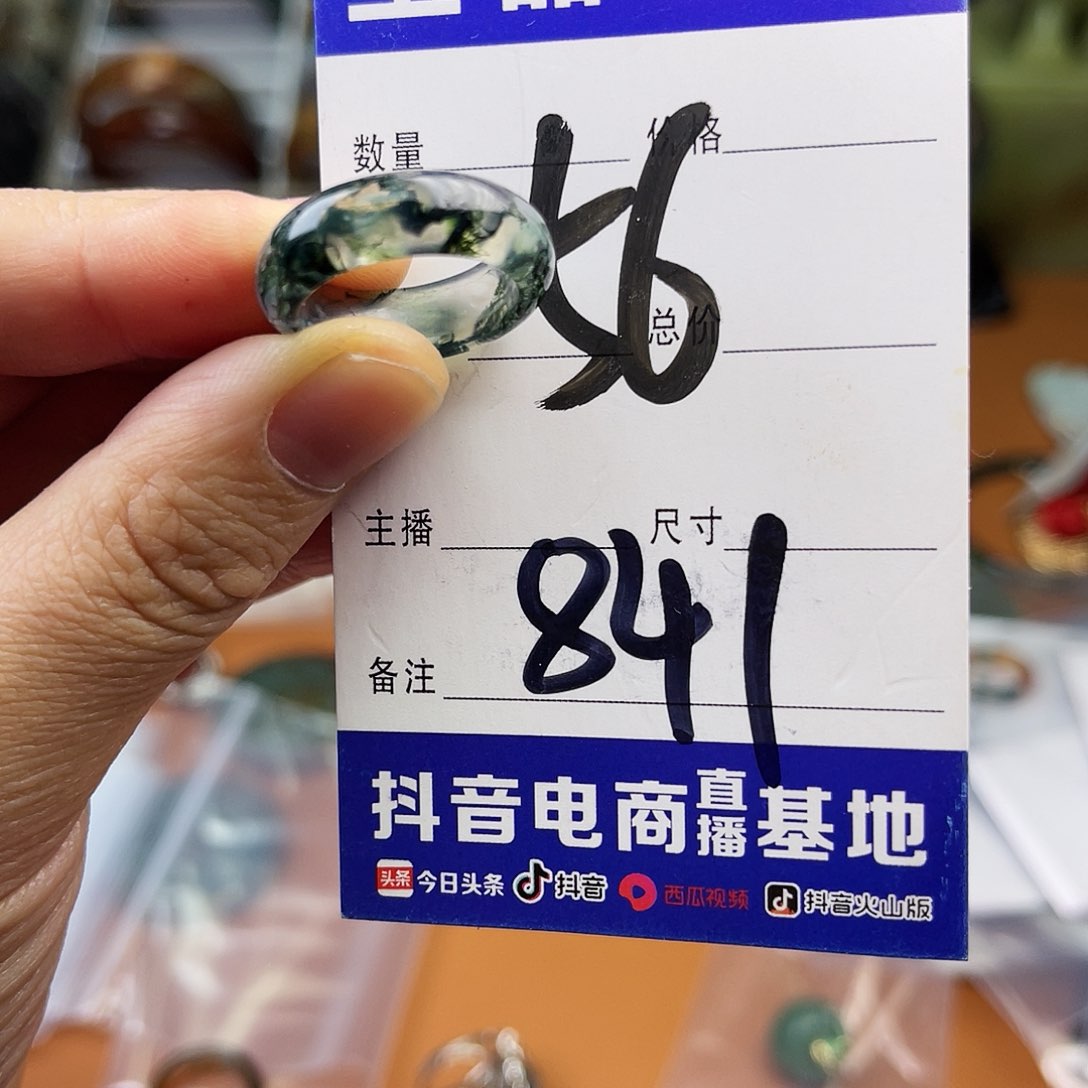 数量 价格
56
总价
主播 尺寸
841
备注
抖音电商直播基地
头条 今日头条 抖音 西瓜视频 抖音火山版